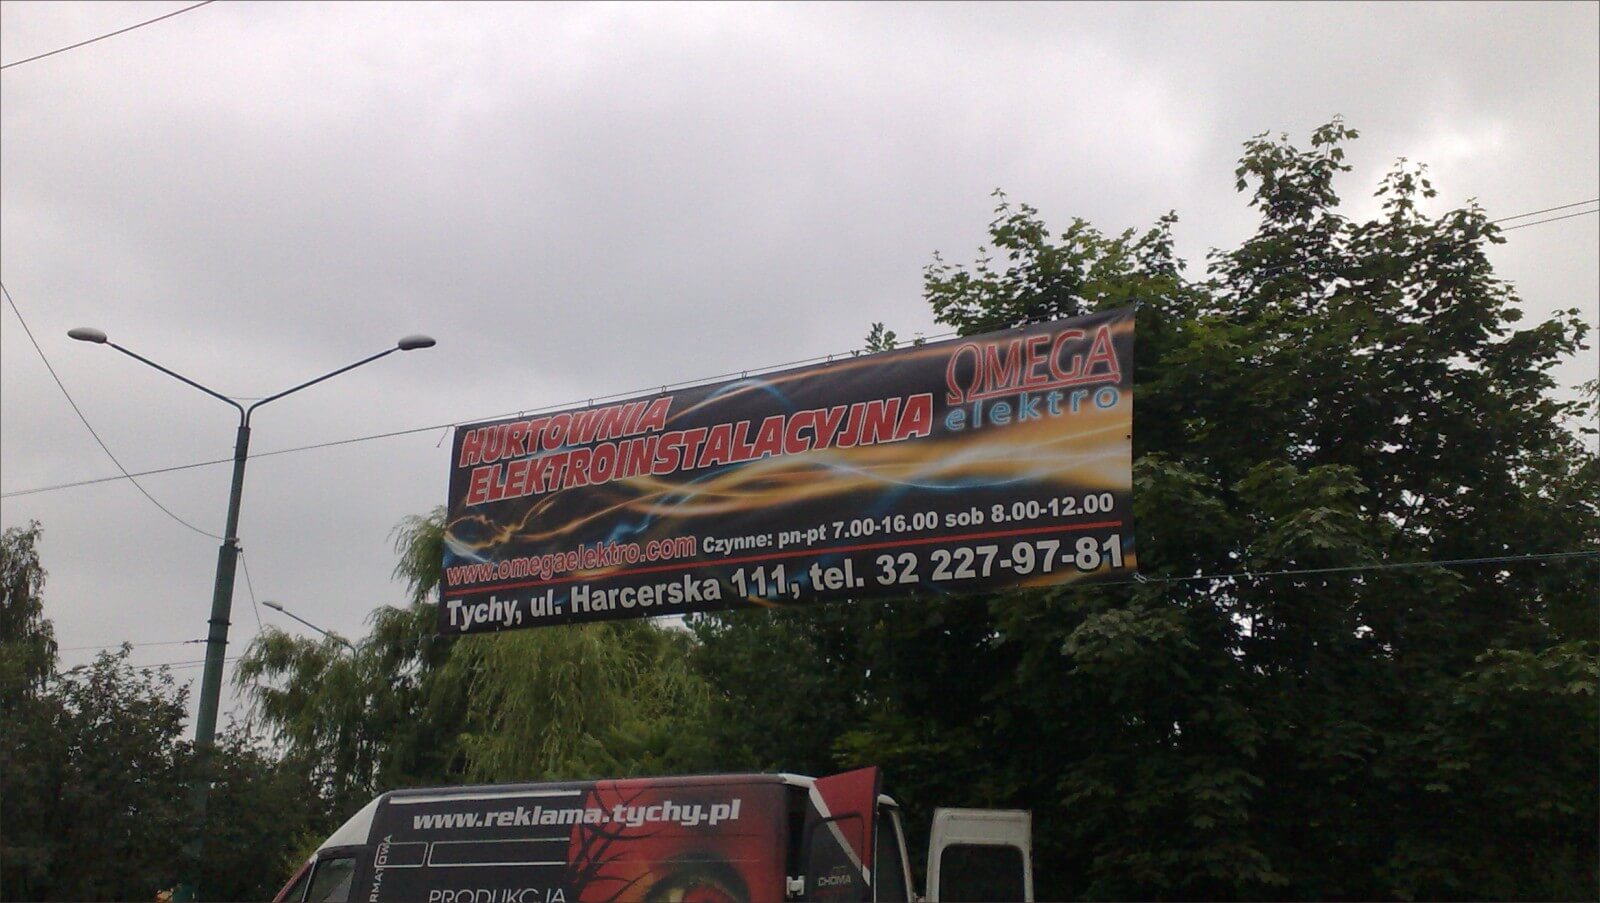 OMEGA
elektro
HURTOWNIA
ELEKTROINSTALACYJNA
www.omegaelektro.com Czynne: pn-pt 7.00-16.00 sob 8.00-12.00
Tychy, ul. Harcerska 111, tel. 32 227-97-81
www.reklama.tychy.pl
PRODUKCJA
CHOMA